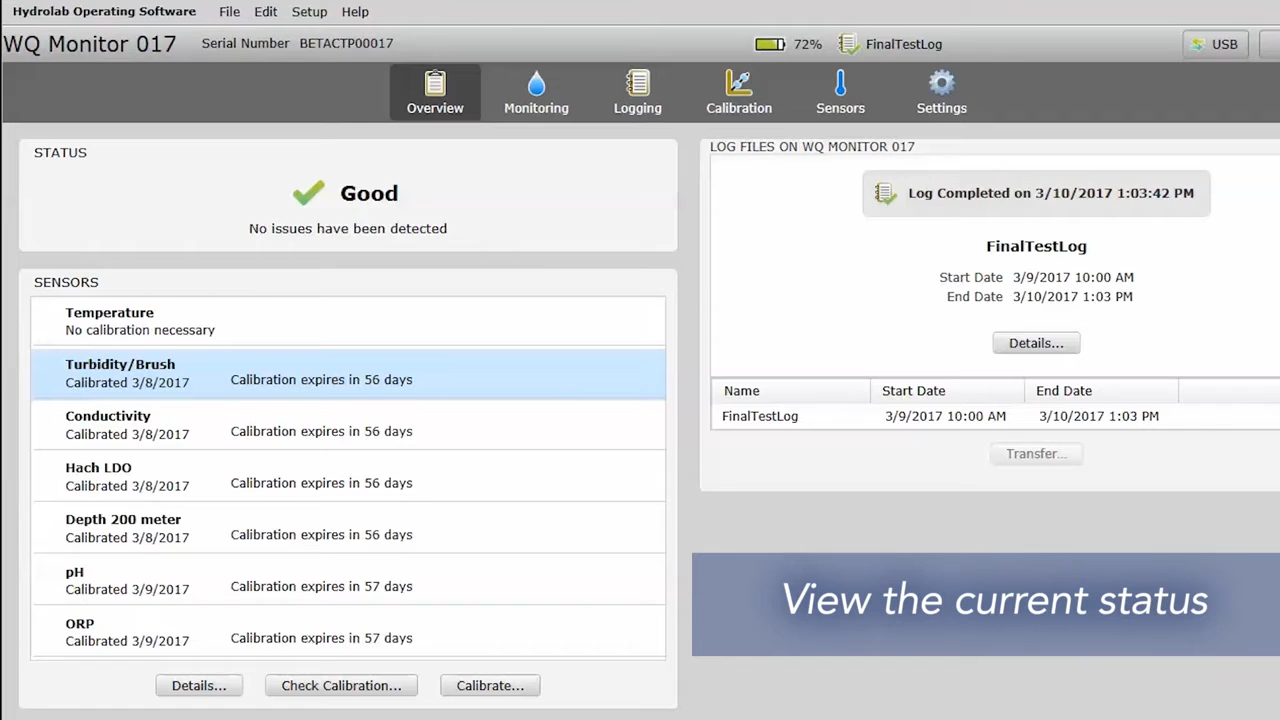 Hydrolab Operating Software File Edit Setup Help
WQ Monitor 017 Serial Number BETACTP00017 72% FinalTestLog USB
Overview Monitoring Logging Calibration Sensors Settings
STATUS
Good
No issues have been detected
SENSORS
Temperature
No calibration necessary
Turbidity/Brush
Calibrated 3/8/2017 Calibration expires in 56 days
Conductivity
Calibrated 3/8/2017 Calibration expires in 56 days
Hach LDO
Calibrated 3/8/2017 Calibration expires in 56 days
Depth 200 meter
Calibrated 3/8/2017 Calibration expires in 56 days
pH
Calibrated 3/9/2017 Calibration expires in 57 days
ORP
Calibrated 3/9/2017 Calibration expires in 57 days
Details... Check Calibration... Calibrate...
LOG FILES ON WQ MONITOR 017
Log Completed on 3/10/2017 1:03:42 PM
FinalTestLog
Start Date 3/9/2017 10:00 AM
End Date 3/10/2017 1:03 PM
Details...
Name Start Date End Date
FinalTestLog 3/9/2017 10:00 AM 3/10/2017 1:03 PM
Transfer...
View the current status